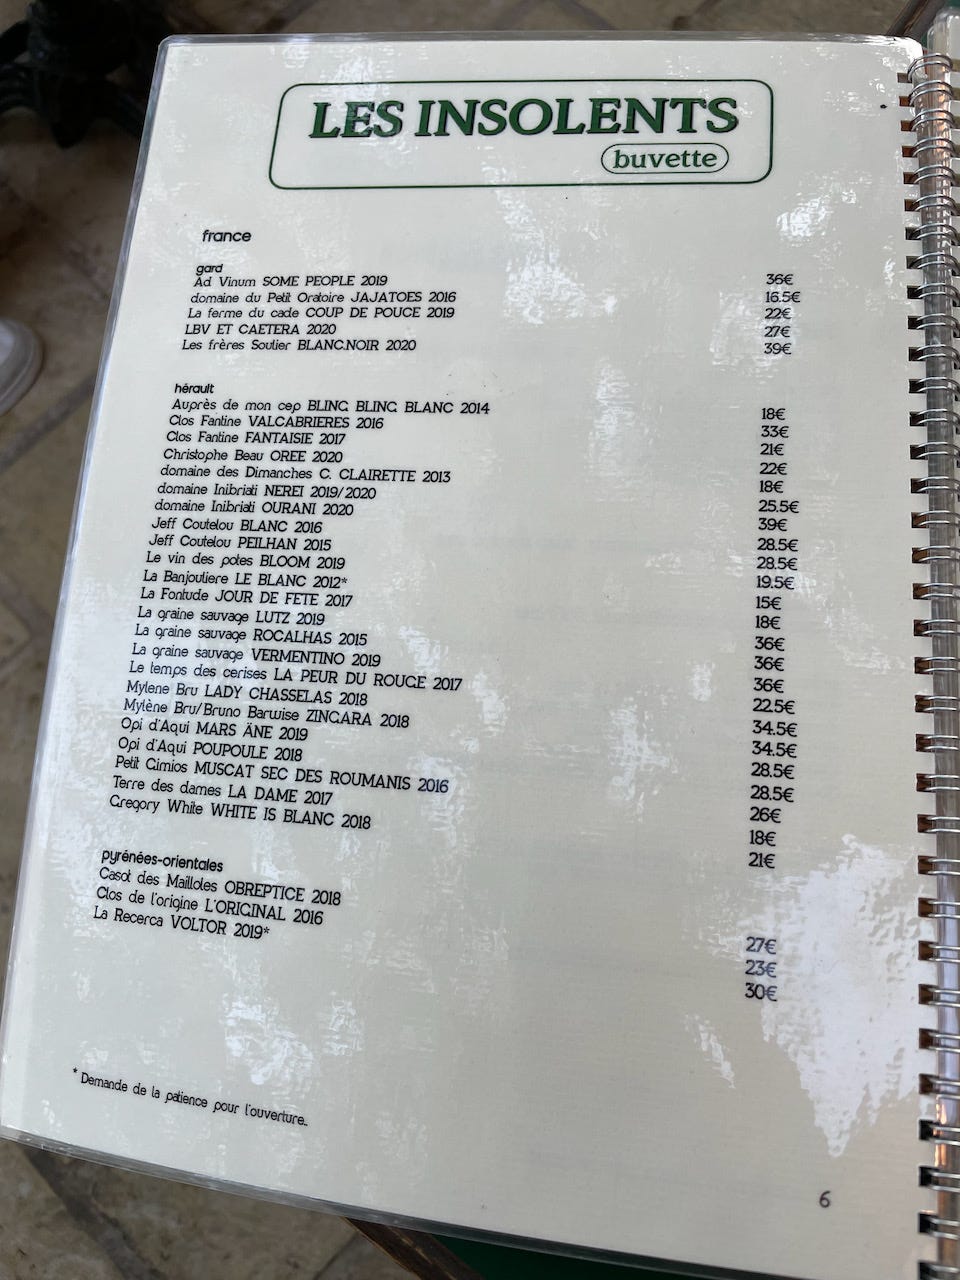 LES INSOLENTS
buvette
france
gard
Ad Vinum SOME PEOPLE 2019 36€
domaine du Petit Oratoire JAJATOES 2016 16.5€
La ferme du cade COUP DE POUCE 2019 22€
LBV ET CAETERA 2020 27€
Les frères Soulier BLANC.NOIR 2020 39€
hérault
Auprès de mon cep BLING BLING BLANC 2014 18€
Clos Fantine VALCABRIERES 2016 33€
Clos Fantine FANTAISIE 2017 21€
Christophe Beau OREE 2020 22€
domaine des Dimanches C. CLAIRETTE 2013 18€
domaine Inibriati NEREI 2019/2020 25.5€
domaine Inibriati OURANI 2020 39€
Jeff Coutelou BLANC 2016 28.5€
Jeff Coutelou PEILHAN 2015 28.5€
Le vin des potes BLOOM 2019 19.5€
La Banjouliere LE BLANC 2012* 15€
La Fontude JOUR DE FETE 2017 18€
La graine sauvage LUTZ 2019 36€
La graine sauvage ROCALHAS 2015 36€
La graine sauvage VERMENTINO 2019 36€
Le temps des cerises LA PEUR DU ROUGE 2017 22.5€
Mylene Bru LADY CHASSELAS 2018 34.5€
Mylène Bru/Bruno Barwise ZINGARA 2018 34.5€
Opi d'Aqui MARS ÄNE 2019 28.5€
Opi d'Aqui POUPOULE 2018 28.5€
Petit Gimios MUSCAT SEC DES ROUMANIS 2016 26€
Terre des dames LA DAME 2017 18€
Gregory White WHITE IS BLANC 2018 21€
pyrénées-orientales
Casot des Mailloles OBREPTICE 2018 27€
Clos de l'origine L'ORIGINAL 2016 23€
La Recerca VOLTOR 2019* 30€
* Demande de la patience pour l'ouverture..
6